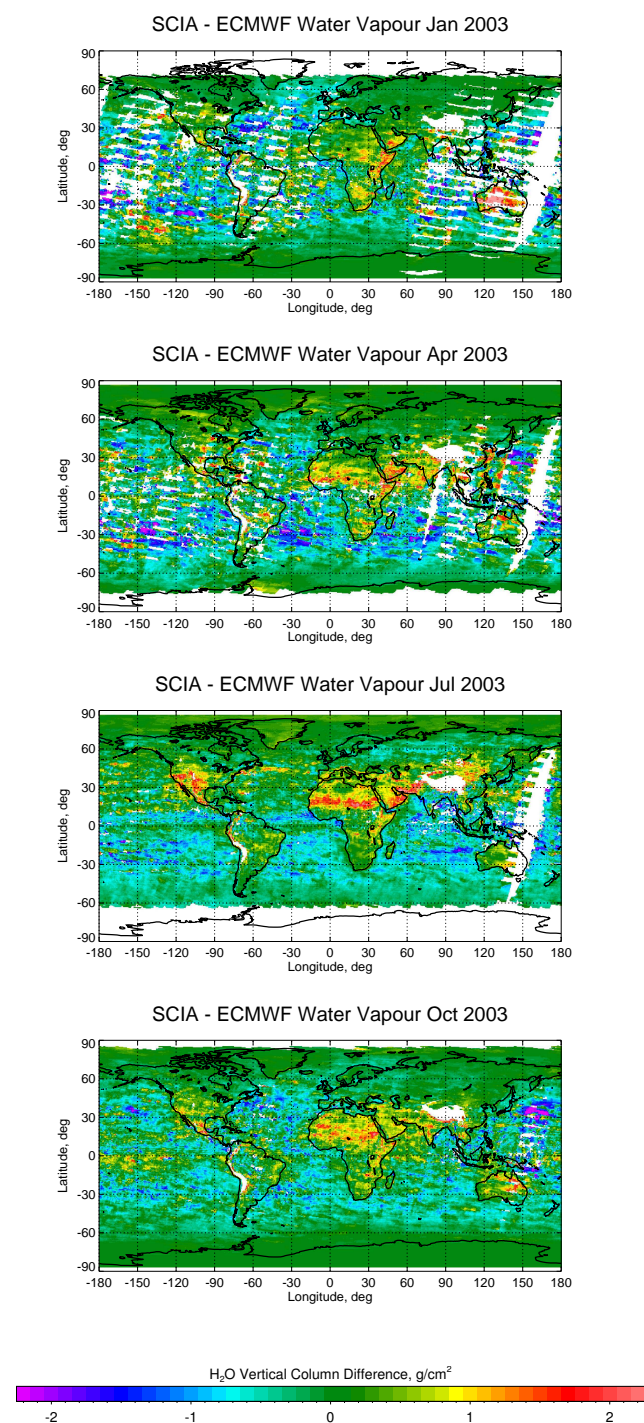 SCIA - ECMWF Water Vapour Jan 2003
90
60
30
0
-30
-60
-90
Latitude, deg
-180 -150 -120 -90 -60 -30 0 30 60 90 120 150 180
Longitude, deg
SCIA - ECMWF Water Vapour Apr 2003
90
60
30
0
-30
-60
-90
Latitude, deg
-180 -150 -120 -90 -60 -30 0 30 60 90 120 150 180
Longitude, deg
SCIA - ECMWF Water Vapour Jul 2003
90
60
30
0
-30
-60
-90
Latitude, deg
-180 -150 -120 -90 -60 -30 0 30 60 90 120 150 180
Longitude, deg
SCIA - ECMWF Water Vapour Oct 2003
90
60
30
0
-30
-60
-90
Latitude, deg
-180 -150 -120 -90 -60 -30 0 30 60 90 120 150 180
Longitude, deg
H₂O Vertical Column Difference, g/cm²
-2 -1 0 1 2